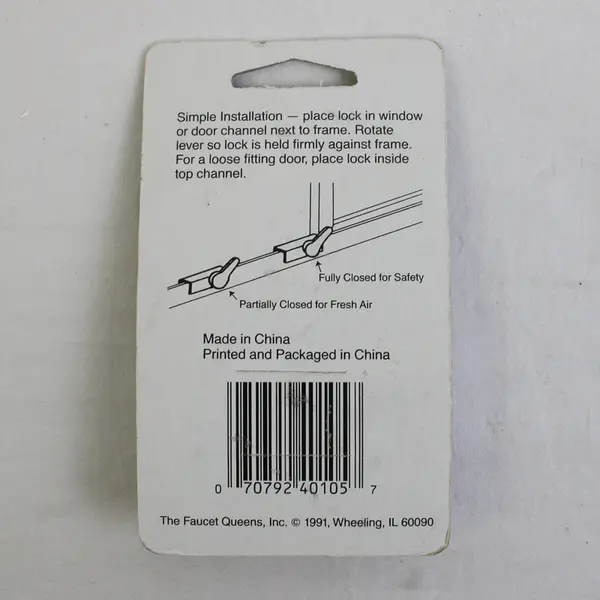 Simple Installation — place lock in window
or door channel next to frame. Rotate
lever so lock is held firmly against frame.
For a loose fitting door, place lock inside
top channel.
Fully Closed for Safety
Partially Closed for Fresh Air
Made in China
Printed and Packaged in China
0 70792 40105 7
The Faucet Queens, Inc. © 1991, Wheeling, IL 60090